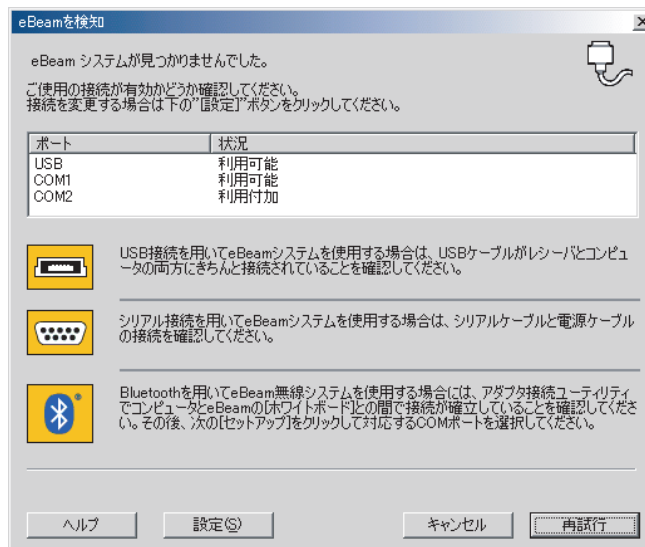 eBeamを検知
eBeam システムが見つかりませんでした。
ご使用の接続が有効かどうか確認してください。
接続を変更する場合は下の”[設定]”ボタンをクリックしてください。
ポート 状況
USB 利用可能
COM1 利用可能
COM2 利用付加
USB接続を用いてeBeamシステムを使用する場合は、USBケーブルがレシーバとコンピュ
ータの両方にきちんと接続されていることを確認してください。
シリアル接続を用いてeBeamシステムを使用する場合は、シリアルケーブルと電源ケーブル
の接続を確認してください。
Bluetoothを用いてeBeam無線システムを使用する場合には、アダプタ接続ユーティリティ
でコンピュータとeBeamの[ホワイトボード]との間で接続が確立していることを確認してくださ
い。その後、次の[セットアップ]をクリックして対応するCOMポートを選択してください。
ヘルプ 設定(S) キャンセル 再試行